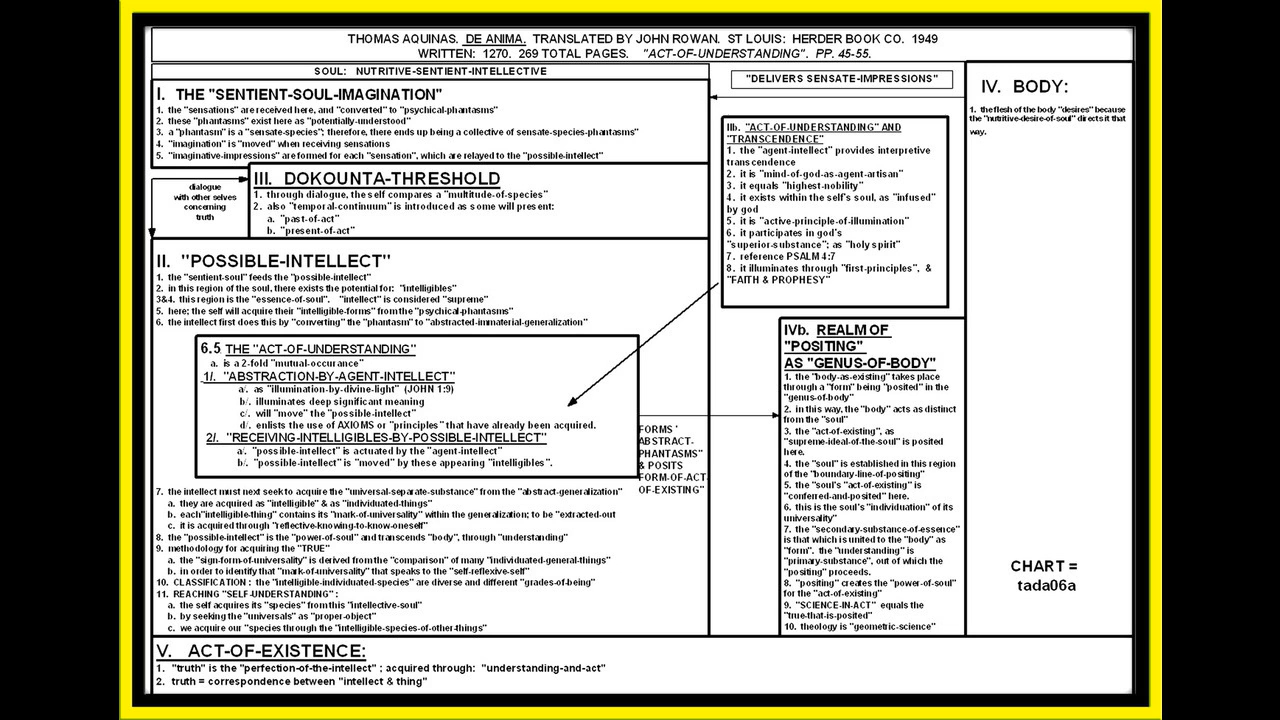 THOMAS AQUINAS. DE ANIMA. TRANSLATED BY JOHN ROWAN. ST LOUIS: HERDER BOOK CO. 1949
WRITTEN: 1270. 269 TOTAL PAGES. "ACT-OF-UNDERSTANDING". PP. 45-55.
SOUL: NUTRITIVE-SENTIENT-INTELLECTIVE
I. THE "SENTIENT-SOUL-IMAGINATION"
1. the "sensations" are received here, and "converted" to "psychical-phantasms"
2. these "phantasms" exist here as "potentially-understood"
3. a "phantasm" is a "sensate-species"; therefore, there ends up being a collective of sensate-species-phantasms"
4. "imagination" is "moved" when receiving sensations
5. "imaginative-impressions" are formed for each "sensation", which are relayed to the "possible-intellect"
dialogue
with other selves
concerning
truth
III. DOKOUNTA-THRESHOLD
1. through dialogue, the self compares a "multitude-of-species"
2. also "temporal-continuum" is introduced as some will present:
a. "past-of-act"
b. "present-of-act"
II. "POSSIBLE-INTELLECT"
1. the "sentient-soul" feeds the "possible-intellect"
2. in this region of the soul, there exists the potential for: "intelligibles"
3&4. this region is the "essence-of-soul". "intellect" is considered "supreme"
5. here; the self will acquire their "intelligible-forms" from the "psychical-phantasms"
6. the intellect first does this by "converting" the "phantasm" to "abstracted-immaterial-generalization"
6.5 THE "ACT-OF-UNDERSTANDING"
a. is a 2-fold "mutual-occurance"
1/. "ABSTRACTION-BY-AGENT-INTELLECT"
a/. as "illumination-by-divine-light" (JOHN 1:9)
b/. illuminates deep significant meaning
c/. will "move" the "possible-intellect"
d/. enlists the use of AXIOMS or "principles" that have already been acquired.
2/. "RECEIVING-INTELLIGIBLES-BY-POSSIBLE-INTELLECT"
a/. "possible-intellect" is actuated by the "agent-intellect"
b/. "possible-intellect" is "moved" by these appearing "intelligibles".
7. the intellect must next seek to acquire the "universal-separate-substance" from the "abstract-generalization"
a. they are acquired as "intelligible" & as "individuated-things"
b. each"intelligible-thing" contains its "mark-of-universality" within the generalization; to be "extracted-out
c. it is acquired through "reflective-knowing-to-know-oneself"
8. the "possible-intellect" is the "power-of-soul" and transcends "body", through "understanding"
9. methodology for acquiring the "TRUE"
a. the "sign-form-of-universality" is derived from the "comparison" of many "individuated-general-things"
b. in order to identify that "mark-of-universality" that speaks to the "self-reflexive-self"
10. CLASSIFICATION: the "intelligible-individuated-species" are diverse and different "grades-of-being"
11. REACHING "SELF-UNDERSTANDING":
a. the self acquires its "species" from this "intellective-soul"
b. by seeking the "universals" as "proper-object"
c. we acquire our "species through the "intelligible-species-of-other-things"
FORMS '
ABSTRACT-
PHANTASMS"
& POSITS
FORM-OF-ACT-
OF-EXISTING"
"DELIVERS SENSATE-IMPRESSIONS"
IIb. "ACT-OF-UNDERSTANDING" AND
"TRANSCENDENCE"
1. the "agent-intellect" provides interpretive
transcendence
2. it is "mind-of-god-as-agent-artisan"
3. it equals "highest-nobility"
4. it exists within the self's soul, as "infused"
by god
5. it is "active-principle-of-illumination"
6. it participates in god's
"superior-substance"; as "holy spirit"
7. reference PSALM 4:7
8. it illuminates through "first-principles", &
"FAITH & PROPHESY"
IVb. REALM OF
"POSITING"
AS "GENUS-OF-BODY"
1. the "body-as-existing" takes place
through a "form" being "posited" in the
"genus-of-body"
2. in this way, the "body" acts as distinct
from the "soul"
3. the "act-of-existing", as
"supreme-ideal-of-the-soul" is posited
here.
4. the "soul" is established in this region
of the "boundary-line-of-positing"
5. the "soul's "act-of-existing" is
"conferred-and-posited" here.
6. this is the soul's "individuation" of its
universality"
7. the "secondary-substance-of-essence"
is that which is united to the "body" as
"form". the "understanding" is
"primary-substance", out of which the
"positing" proceeds.
8. "positing" creates the "power-of-soul"
for the "act-of-existing"
9. "SCIENCE-IN-ACT" equals the
"true-that-is-posited"
10. theology is "geometric-science"
IV. BODY:
1. the flesh of the body "desires" because
the "nutritive-desire-of-soul" directs it that
way.
CHART =
tada06a
V. ACT-OF-EXISTENCE:
1. "truth" is the "perfection-of-the-intellect" ; acquired through: "understanding-and-act"
2. truth = correspondence between "intellect & thing"